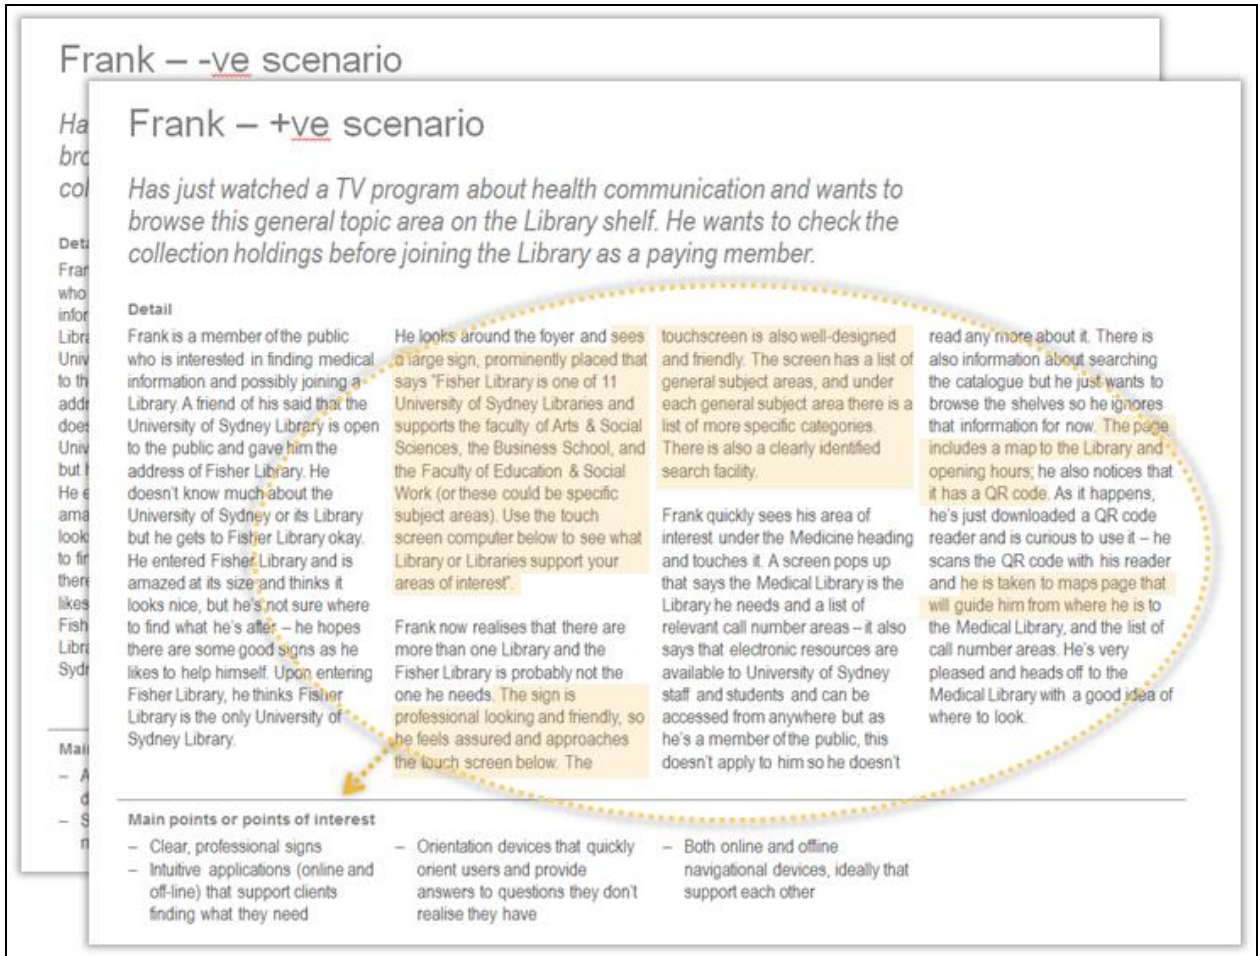 Frank – -ve scenario
Ha
bro
col
Deta
Fran
who
infor
Libra
Univ
to th
addr
does
Univ
but h
He e
ama
look
to fin
there
likes
Fish
Libra
Sydn
Mai
– A
d
– S
n
Frank – +ve scenario
Has just watched a TV program about health communication and wants to
browse this general topic area on the Library shelf. He wants to check the
collection holdings before joining the Library as a paying member.
Detail
Frank is a member of the public
who is interested in finding medical
information and possibly joining a
Library. A friend of his said that the
University of Sydney Library is open
to the public and gave him the
address of Fisher Library. He
doesn't know much about the
University of Sydney or its Library
but he gets to Fisher Library okay.
He entered Fisher Library and is
amazed at its size and thinks it
looks nice, but he's not sure where
to find what he's after – he hopes
there are some good signs as he
likes to help himself. Upon entering
Fisher Library, he thinks Fisher
Library is the only University of
Sydney Library.
He looks around the foyer and sees
a large sign, prominently placed that
says “Fisher Library is one of 11
University of Sydney Libraries and
supports the faculty of Arts & Social
Sciences, the Business School, and
the Faculty of Education & Social
Work (or these could be specific
subject areas). Use the touch
screen computer below to see what
Library or Libraries support your
areas of interest”.
Frank now realises that there are
more than one Library and the
Fisher Library is probably not the
one he needs. The sign is
professional looking and friendly, so
he feels assured and approaches
the touch screen below. The
touchscreen is also well-designed
and friendly. The screen has a list of
general subject areas, and under
each general subject area there is a
list of more specific categories.
There is also a clearly identified
search facility.
Frank quickly sees his area of
interest under the Medicine heading
and touches it. A screen pops up
that says the Medical Library is the
Library he needs and a list of
relevant call number areas – it also
says that electronic resources are
available to University of Sydney
staff and students and can be
accessed from anywhere but as
he's a member of the public, this
doesn't apply to him so he doesn't
read any more about it. There is
also information about searching
the catalogue but he just wants to
browse the shelves so he ignores
that information for now. The page
includes a map to the Library and
opening hours; he also notices that
it has a QR code. As it happens,
he's just downloaded a QR code
reader and is curious to use it – he
scans the QR code with his reader
and he is taken to maps page that
will guide him from where he is to
the Medical Library, and the list of
call number areas. He's very
pleased and heads off to the
Medical Library with a good idea of
where to look.
Main points or points of interest
– Clear, professional signs
– Intuitive applications (online and
off-line) that support clients
finding what they need
– Orientation devices that quickly
orient users and provide
answers to questions they don't
realise they have
– Both online and offline
navigational devices, ideally that
support each other